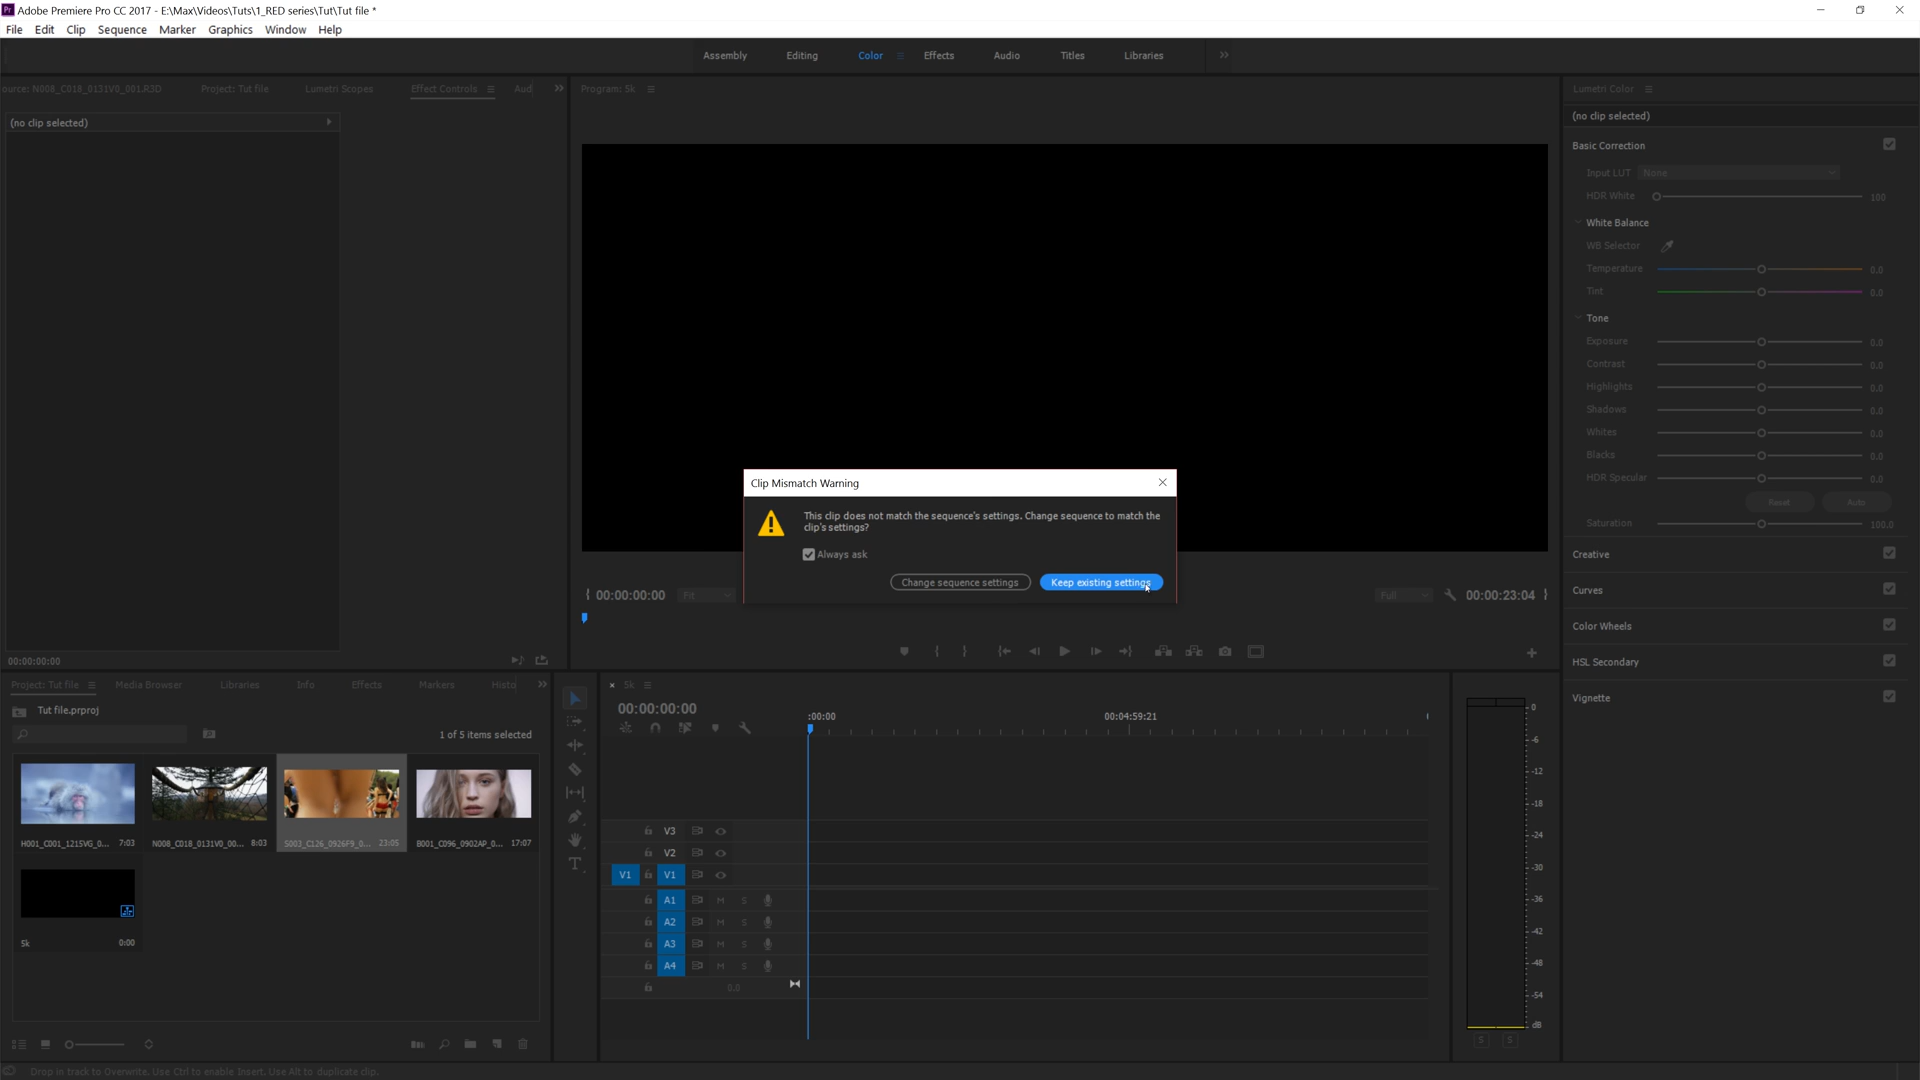 Pr Adobe Premiere Pro CC 2017 - E:\Max\Videos\Tuts\1_RED series\Tut\Tut file *
File Edit Clip Sequence Marker Graphics Window Help
Assembly Editing Color Effects Audio Titles Libraries
ource: N008_C018_0131V0_001.R3D Project: Tut file Lumetri Scopes Effect Controls Aud
Program: 5k
Lumetri Color
(no clip selected)
(no clip selected)
Basic Correction
Input LUT None
HDR White 100
White Balance
WB Selector
Temperature 0.0
Tint 0.0
Tone
Exposure 0.0
Contrast 0.0
Highlights 0.0
Shadows 0.0
Whites 0.0
Blacks 0.0
HDR Specular 0.0
Reset Auto
Saturation 100.0
Creative
Curves
Color Wheels
HSL Secondary
Vignette
Clip Mismatch Warning
This clip does not match the sequence's settings. Change sequence to match the
clip's settings?
Always ask
Change sequence settings Keep existing settings
00:00:00:00 Fit Full 00:00:23:04
00:00:00:00
Project: Tut file Media Browser Libraries Info Effects Markers Histo
Tut file.prproj
1 of 5 items selected
H001_C001_1215VG_0... 7:03 N008_C018_0131V0_00... 8:03 S003_C126_0926F9_0... 23:05 B001_C096_0902AP_0... 17:07
5k 0:00
5k
00:00:00:00
:00:00 00:04:59:21
V3
V2
V1 V1
A1 M S
A2 M S
A3 M S
A4 M S
0.0
0
-6
-12
-18
-24
-30
-36
-42
-48
-54
dB
S S
Drop in track to Overwrite. Use Ctrl to enable Insert. Use Alt to duplicate clip.